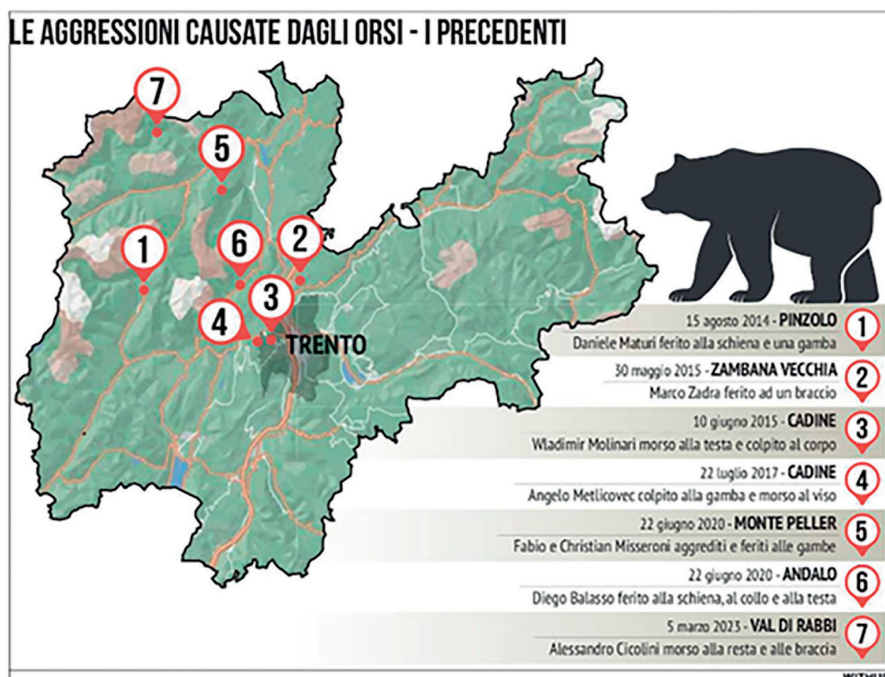 LE AGGRESSIONI CAUSATE DAGLI ORSI - I PRECEDENTI
7
5
1
6
2
4
3
TRENTO
15 agosto 2014 - PINZOLO
Daniele Maturi ferito alla schiena e una gamba
1
30 maggio 2015 - ZAMBANA VECCHIA
Marco Zadra ferito ad un braccio
2
10 giugno 2015 - CADINE
Wladimir Molinari morso alla testa e colpito al corpo
3
22 luglio 2017 - CADINE
Angelo Metlicovec colpito alla gamba e morso al viso
4
22 giugno 2020 - MONTE PELLER
Fabio e Christian Misseroni aggrediti e feriti alle gambe
5
22 giugno 2020 - ANDALO
Diego Balasso ferito alla schiena, al collo e alla testa
6
5 marzo 2023 - VAL DI RABBI
Alessandro Cicolini morso alla resta e alle braccia
7